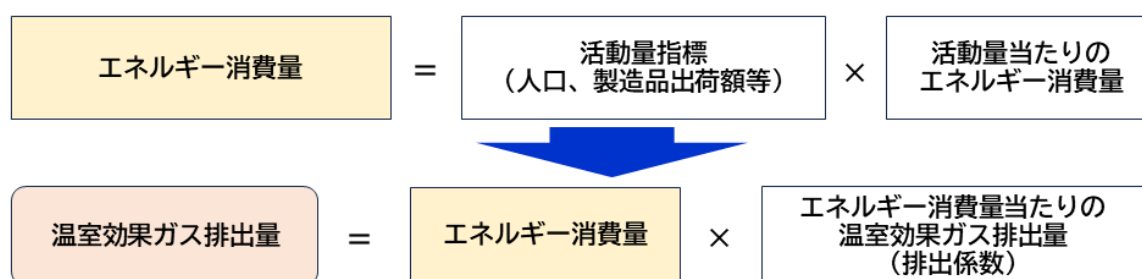 エネルギー消費量
=
活動量指標
（人口、製造品出荷額等）
×
活動量当たりの
エネルギー消費量
温室効果ガス排出量
=
エネルギー消費量
×
エネルギー消費量当たりの
温室効果ガス排出量
（排出係数）